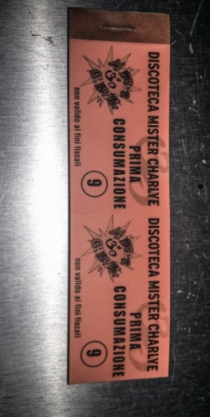 DISCOTECA MISTER CHARLYE
PRIMA
CONSUMAZIONE
9
non valido ai fini fiscali
DISCOTECA MISTER CHARLYE
PRIMA
CONSUMAZIONE
9
non valido ai fini fiscali